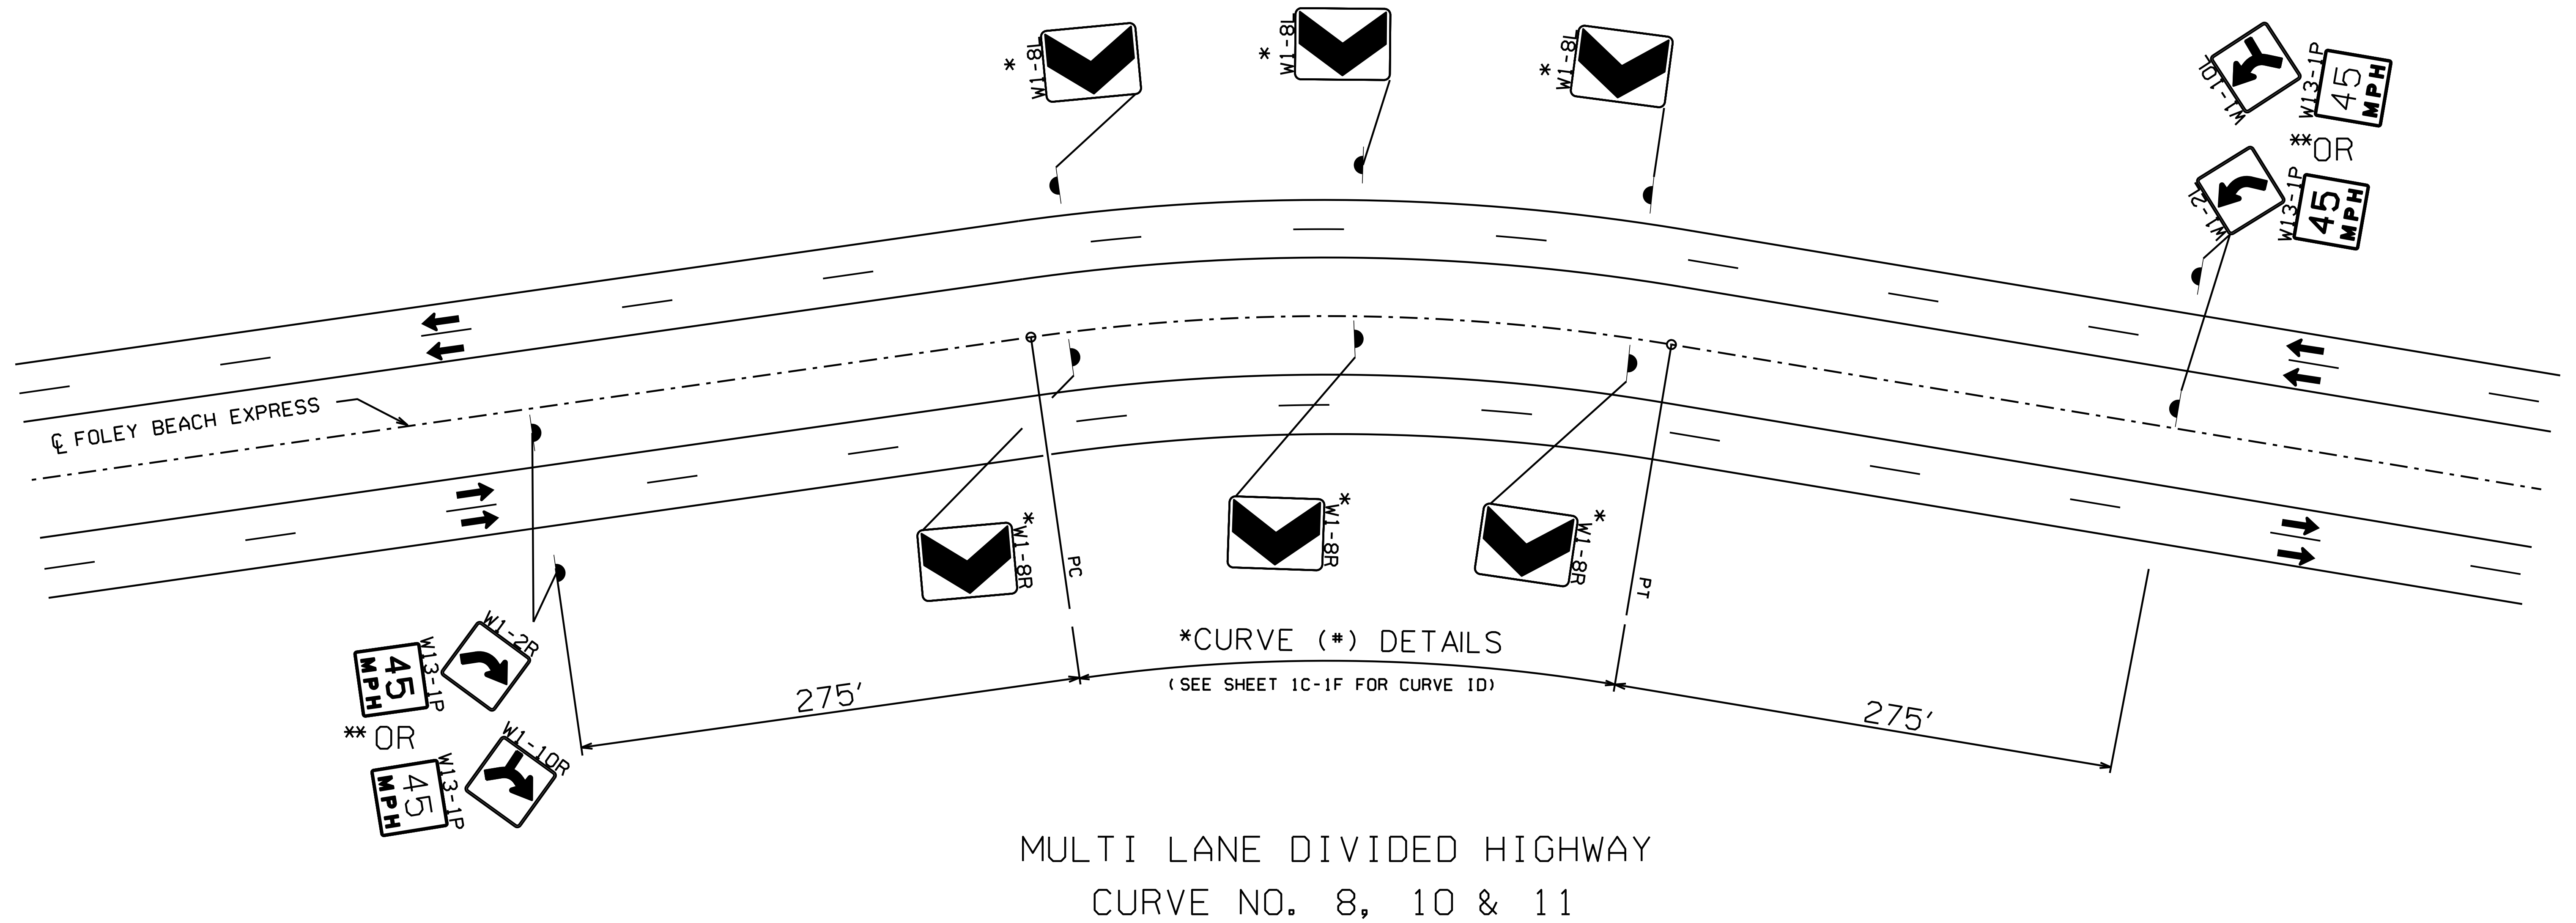 * W1-8L
* W1-8L
* W1-8L
W1-10L
W13-1P
45
MPH
**OR
W1-2L
W13-1P
45
MPH
℄ FOLEY BEACH EXPRESS
* W1-8R
* W1-8R
* W1-8R
PC
PT
W1-2R
W13-1P
45
MPH
** OR
W1-10R
W13-1P
45
MPH
275'
*CURVE (#) DETAILS
(SEE SHEET 1C-1F FOR CURVE ID)
275'
MULTI LANE DIVIDED HIGHWAY
CURVE NO. 8, 10 & 11